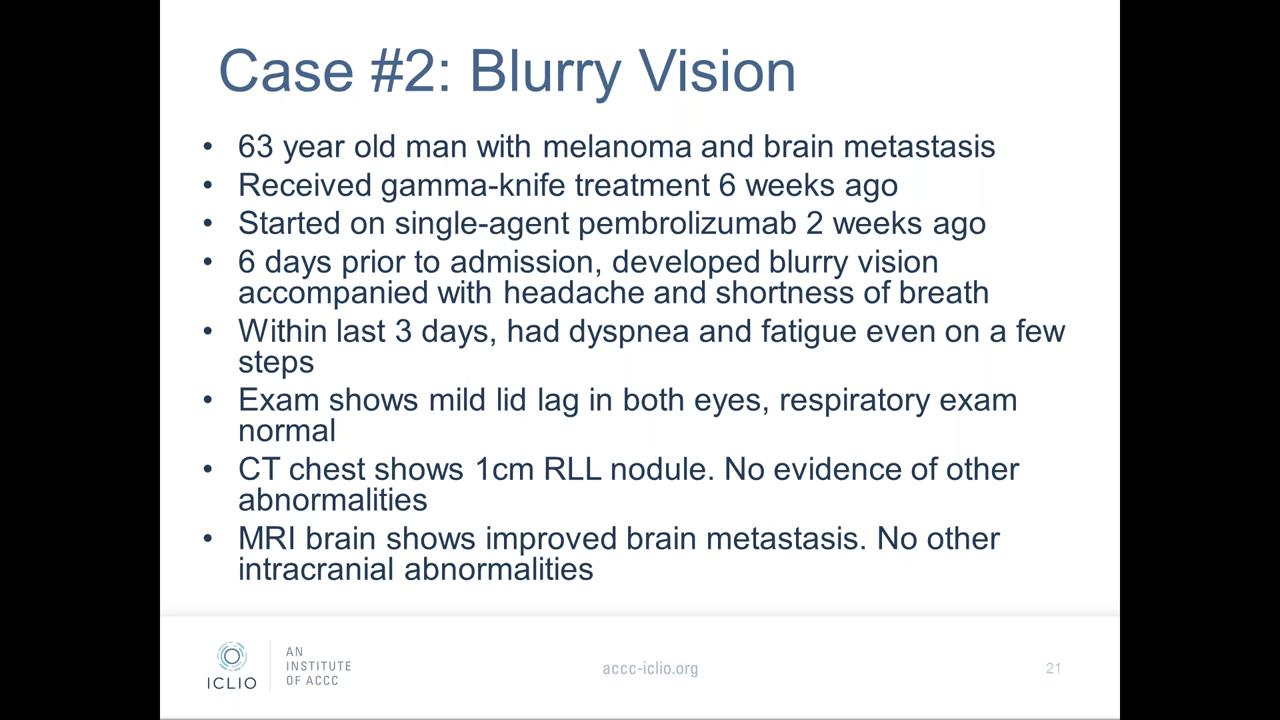 Case #2: Blurry Vision
• 63 year old man with melanoma and brain metastasis
• Received gamma-knife treatment 6 weeks ago
• Started on single-agent pembrolizumab 2 weeks ago
• 6 days prior to admission, developed blurry vision
accompanied with headache and shortness of breath
• Within last 3 days, had dyspnea and fatigue even on a few
steps
• Exam shows mild lid lag in both eyes, respiratory exam
normal
• CT chest shows 1cm RLL nodule. No evidence of other
abnormalities
• MRI brain shows improved brain metastasis. No other
intracranial abnormalities
ICLIO
AN
INSTITUTE
OF ACCC
accc-iclio.org
21